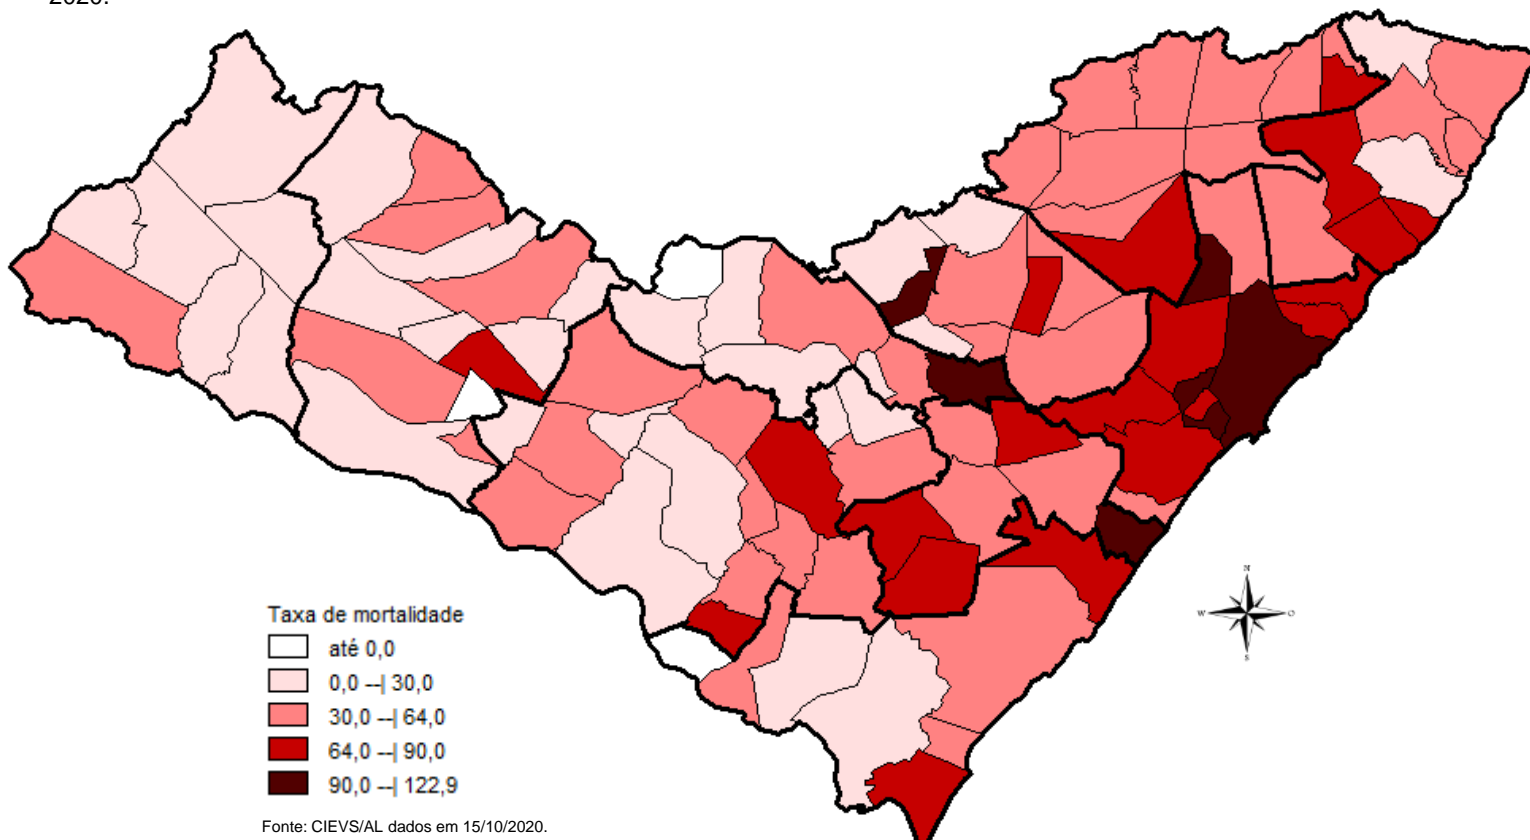 2020.
N
W
O
S
Taxa de mortalidade
até 0,0
0,0 --| 30,0
30,0 --| 64,0
64,0 --| 90,0
90,0 --| 122,9
Fonte: CIEVS/AL dados em 15/10/2020.